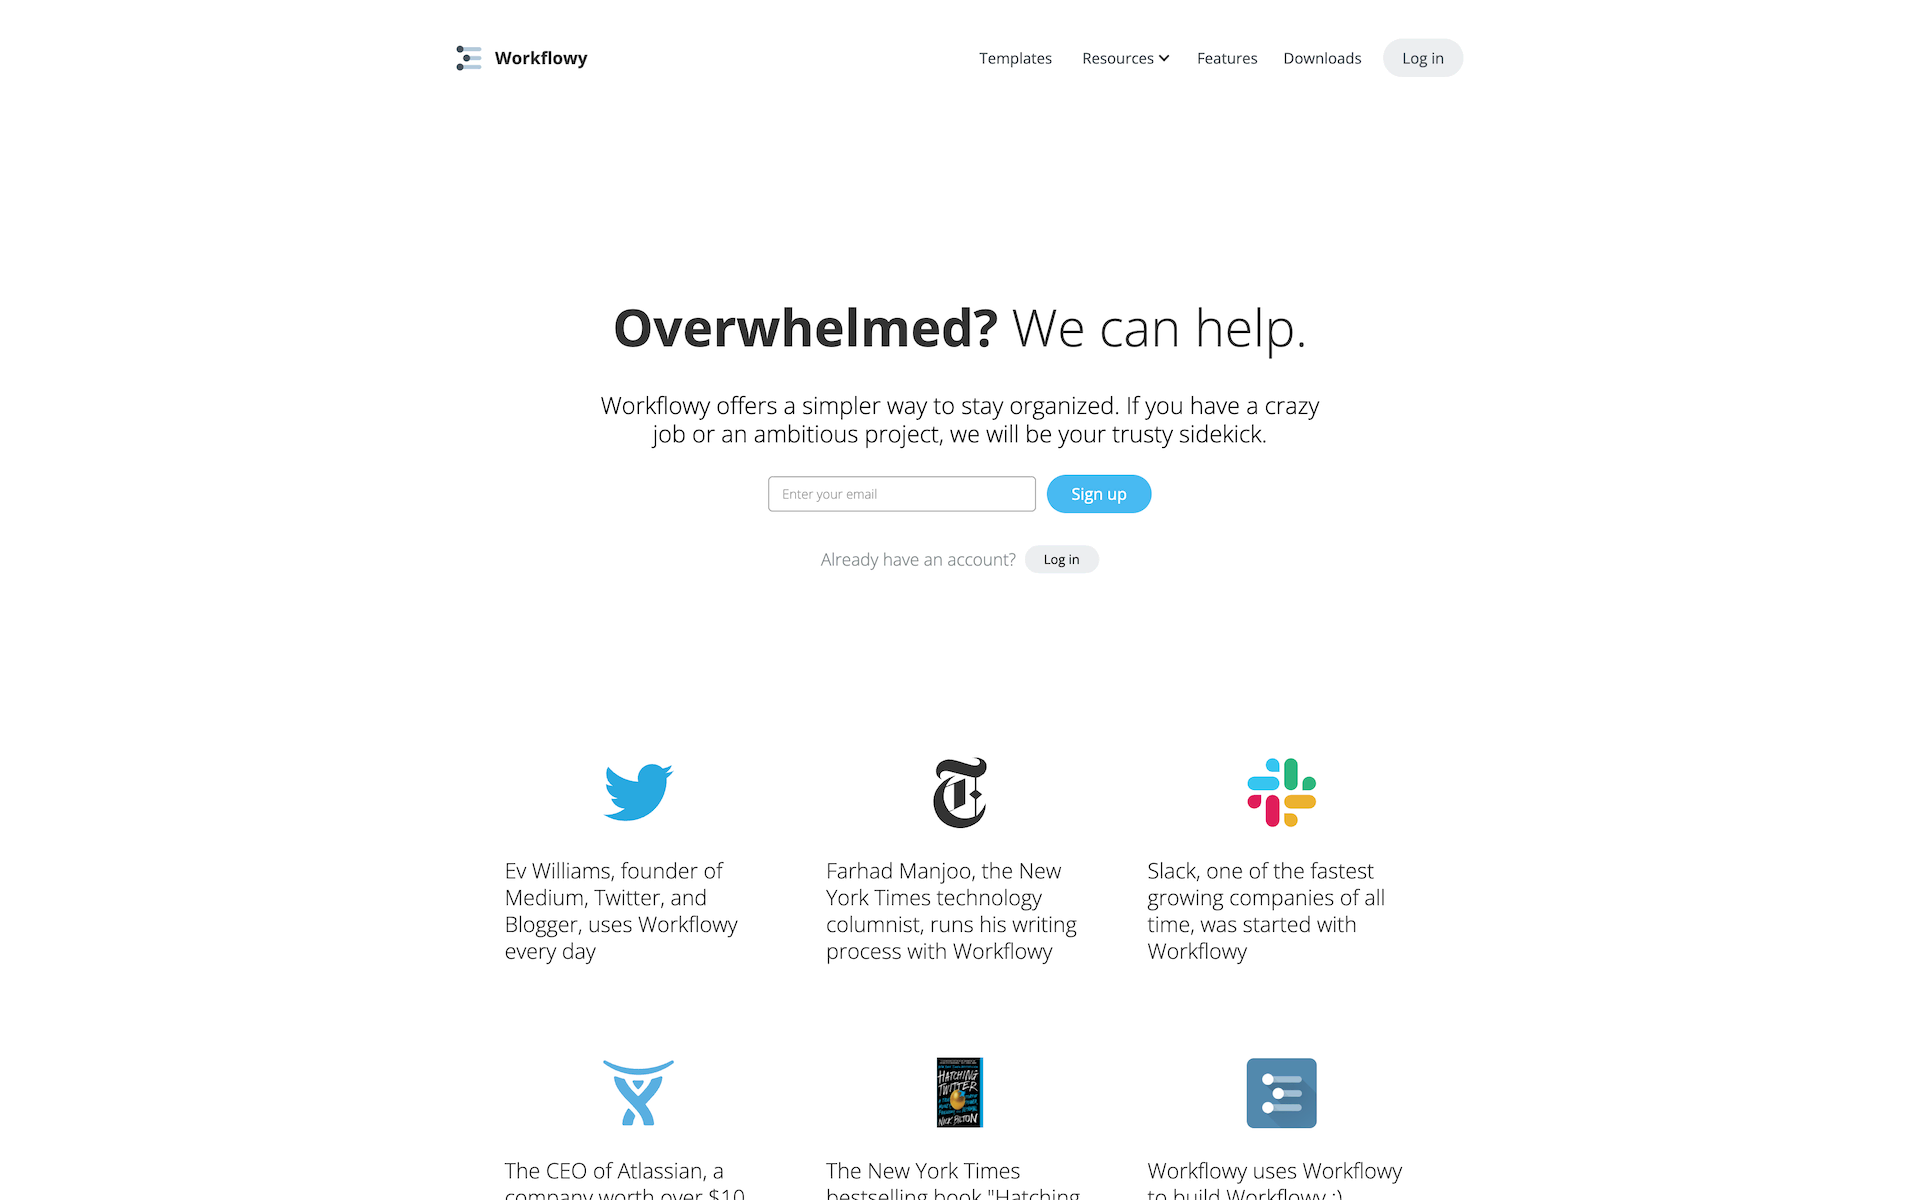 Workflowy
Templates
Resources
Features
Downloads
Log in
Overwhelmed? We can help.
Workflowy offers a simpler way to stay organized. If you have a crazy
job or an ambitious project, we will be your trusty sidekick.
Enter your email
Sign up
Already have an account?
Log in
Ev Williams, founder of
Medium, Twitter, and
Blogger, uses Workflowy
every day
Farhad Manjoo, the New
York Times technology
columnist, runs his writing
process with Workflowy
Slack, one of the fastest
growing companies of all
time, was started with
Workflowy
HATCHING
TWITTER
NICK BILTON
The CEO of Atlassian, a
company worth over $10
The New York Times
bestselling book "Hatching
Workflowy uses Workflowy
to build Workflowy :)